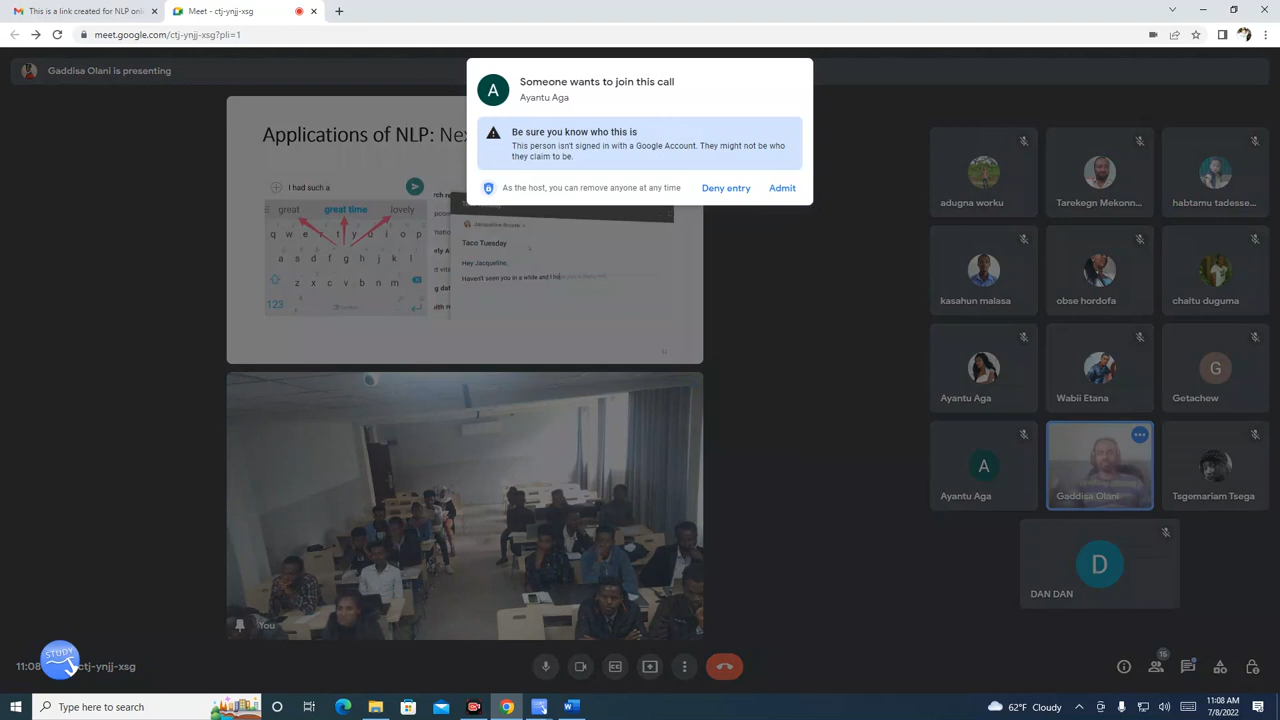 This is a link created for NLP onli
Meet - ctj-ynjj-xsg
meet.google.com/ctj-ynjj-xsg?pli=1
Gaddisa Olani is presenting
Someone wants to join this call
A
Ayantu Aga
Be sure you know who this is
This person isn't signed in with a Google Account. They might not be who
they claim to be.
As the host, you can remove anyone at any time
Deny entry
Admit
Applications of NLP: Ne
I had such a
great
great time
lovely
q w e r t y u i o p
a s d f g h j k l
z x c v b n m
123
Jacqueline Bruzek
Taco Tuesday
Hey Jacqueline,
Haven't seen you in a while and I ho
adugna worku
Tarekegn Mekonn...
habtamu tadesse...
kasahun malasa
obse hordofa
chaltu duguma
Ayantu Aga
Wabii Etana
G
Getachew
A
Ayantu Aga
Gaddisa Olani
Tsgemariam Tsega
D
DAN DAN
You
STUDY
11:08
ctj-ynjj-xsg
15
Type here to search
62°F Cloudy
11:08 AM
7/8/2022